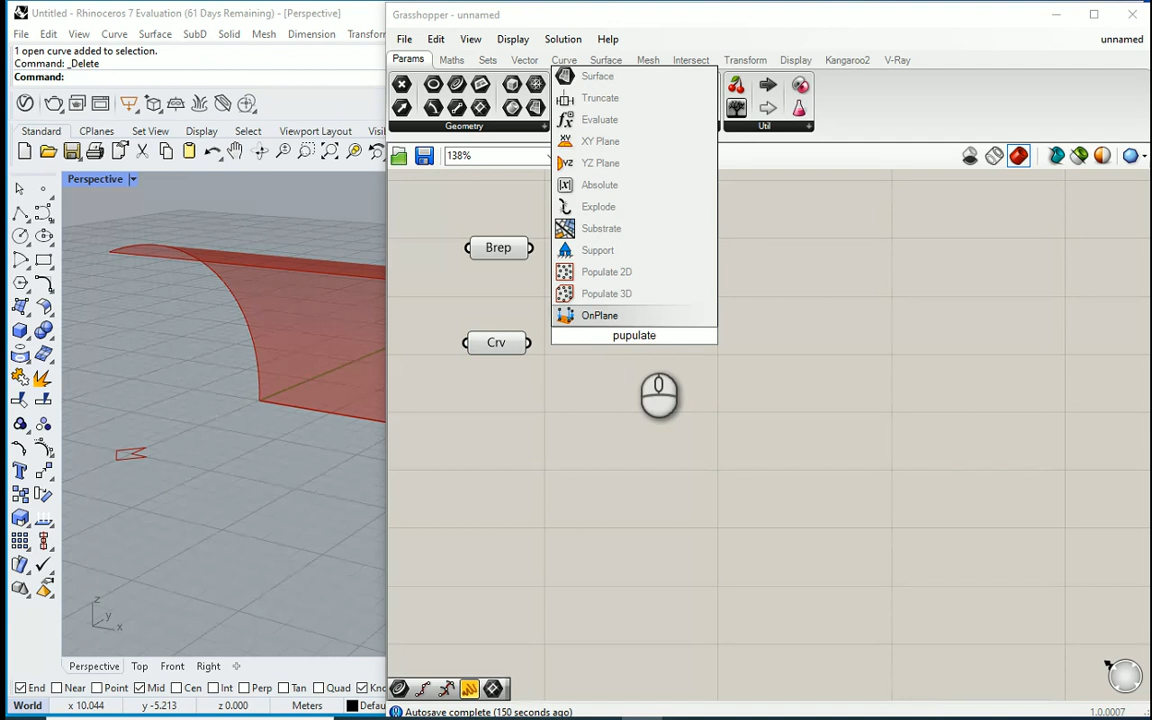 Untitled - Rhinoceros 7 Evaluation (61 Days Remaining) - [Perspective]
File Edit View Curve Surface SubD Solid Mesh Dimension Transform
1 open curve added to selection.
Command: _Delete
Command:
Standard CPlanes Set View Display Select Viewport Layout
Perspective
z
y
x
Perspective Top Front Right
End Near Point Mid Cen Int Perp Tan Quad
World x 10.044 y -5.213 z 0.000 Meters
Grasshopper - unnamed
File Edit View Display Solution Help unnamed
Params Maths Sets Vector Curve Surface Mesh Intersect Transform Display Kangaroo2 V-Ray
Geometry Util
138%
Surface
Truncate
Evaluate
XY Plane
YZ Plane
Absolute
Explode
Substrate
Support
Populate 2D
Populate 3D
OnPlane
pupulate
Brep
Crv
Autosave complete (150 seconds ago) 1.0.0007